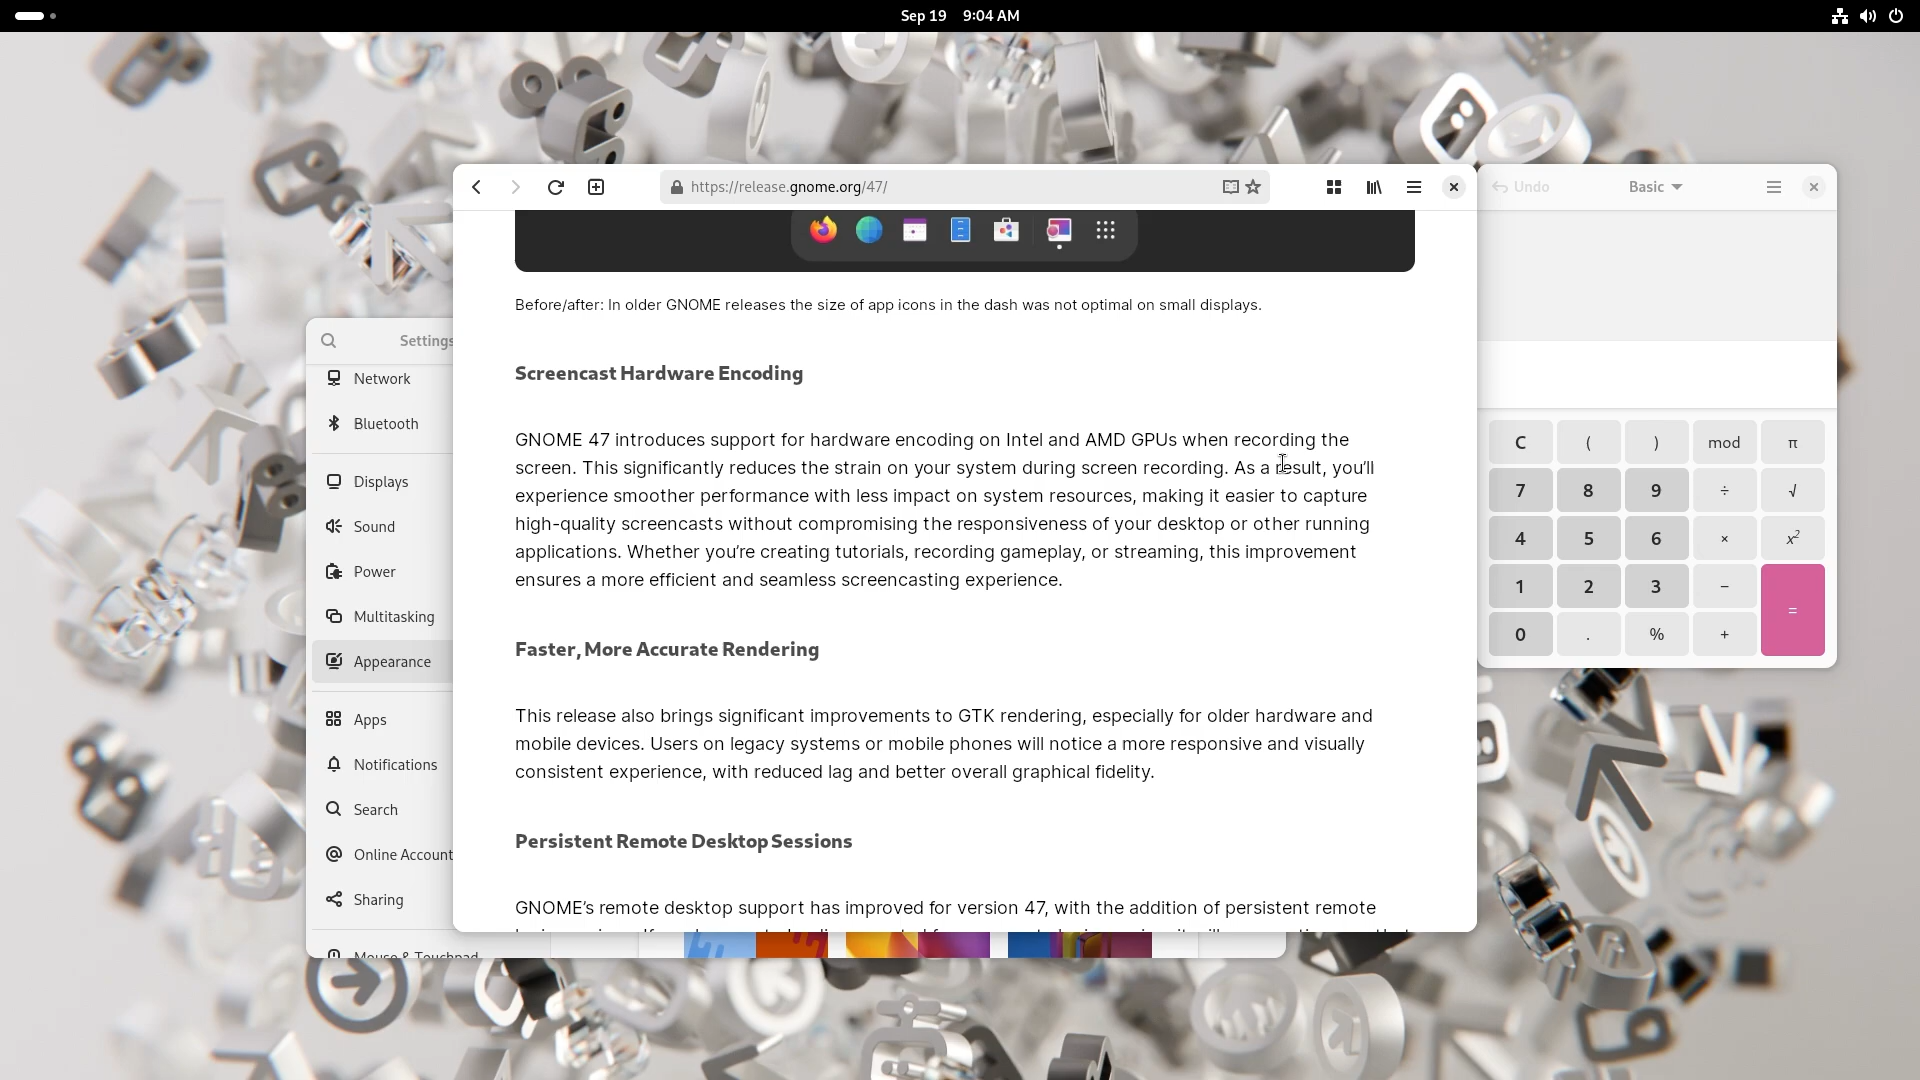 Sep 19 9:04 AM
https://release.gnome.org/47/
Before/after: In older GNOME releases the size of app icons in the dash was not optimal on small displays.
Screencast Hardware Encoding
GNOME 47 introduces support for hardware encoding on Intel and AMD GPUs when recording the
screen. This significantly reduces the strain on your system during screen recording. As a result, you’ll
experience smoother performance with less impact on system resources, making it easier to capture
high-quality screencasts without compromising the responsiveness of your desktop or other running
applications. Whether you’re creating tutorials, recording gameplay, or streaming, this improvement
ensures a more efficient and seamless screencasting experience.
Faster, More Accurate Rendering
This release also brings significant improvements to GTK rendering, especially for older hardware and
mobile devices. Users on legacy systems or mobile phones will notice a more responsive and visually
consistent experience, with reduced lag and better overall graphical fidelity.
Persistent Remote Desktop Sessions
GNOME’s remote desktop support has improved for version 47, with the addition of persistent remote
Settings
Network
Bluetooth
Displays
Sound
Power
Multitasking
Appearance
Apps
Notifications
Search
Online Account
Sharing
Mouse & Touchpad
Undo Basic
C ( ) mod π
7 8 9 ÷ √
4 5 6 × x²
1 2 3 − =
0 . % +